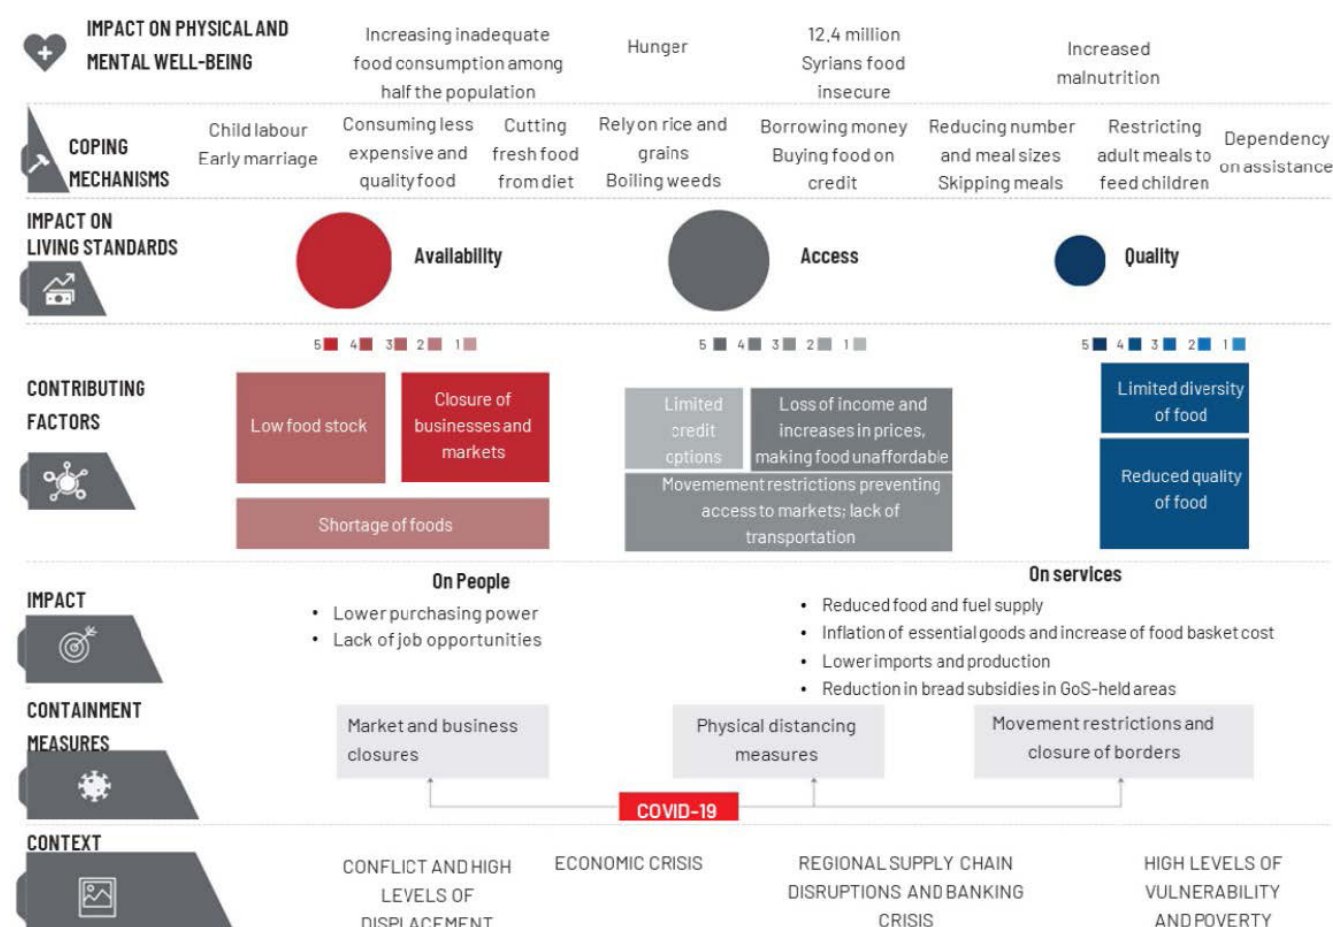 IMPACT ON PHYSICAL AND
MENTAL WELL-BEING
Increasing inadequate
food consumption among
half the population
Hunger
12.4 million
Syrians food
insecure
Increased
malnutrition
COPING
MECHANISMS
Child labour
Early marriage
Consuming less
expensive and
quality food
Cutting
fresh food
from diet
Rely on rice and
grains
Boiling weeds
Borrowing money
Buying food on
credit
Reducing number
and meal sizes
Skipping meals
Restricting
adult meals to
feed children
Dependency
on assistance
IMPACT ON
LIVING STANDARDS
Availability
Access
Quality
5 4 3 2 1
5 4 3 2 1
5 4 3 2 1
CONTRIBUTING
FACTORS
Low food stock
Closure of
businesses and
markets
Shortage of foods
Limited
credit
options
Loss of income and
increases in prices,
making food unaffordable
Movemement restrictions preventing
access to markets; lack of
transportation
Limited diversity
of food
Reduced quality
of food
IMPACT
On People
• Lower purchasing power
• Lack of job opportunities
On services
• Reduced food and fuel supply
• Inflation of essential goods and increase of food basket cost
• Lower imports and production
• Reduction in bread subsidies in GoS-held areas
CONTAINMENT
MEASURES
Market and business
closures
Physical distancing
measures
Movement restrictions and
closure of borders
COVID-19
CONTEXT
CONFLICT AND HIGH
LEVELS OF
DISPLACEMENT
ECONOMIC CRISIS
REGIONAL SUPPLY CHAIN
DISRUPTIONS AND BANKING
CRISIS
HIGH LEVELS OF
VULNERABILITY
AND POVERTY